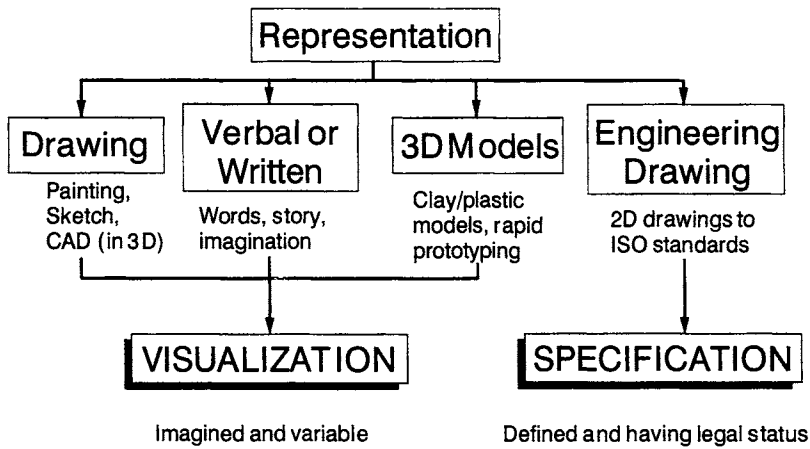 Representation
Drawing
Painting,
Sketch,
CAD (in 3D)
Verbal or
Written
Words, story,
imagination
3D Models
Clay/plastic
models, rapid
prototyping
Engineering
Drawing
2D drawings to
ISO standards
VISUALIZATION
Imagined and variable
SPECIFICATION
Defined and having legal status